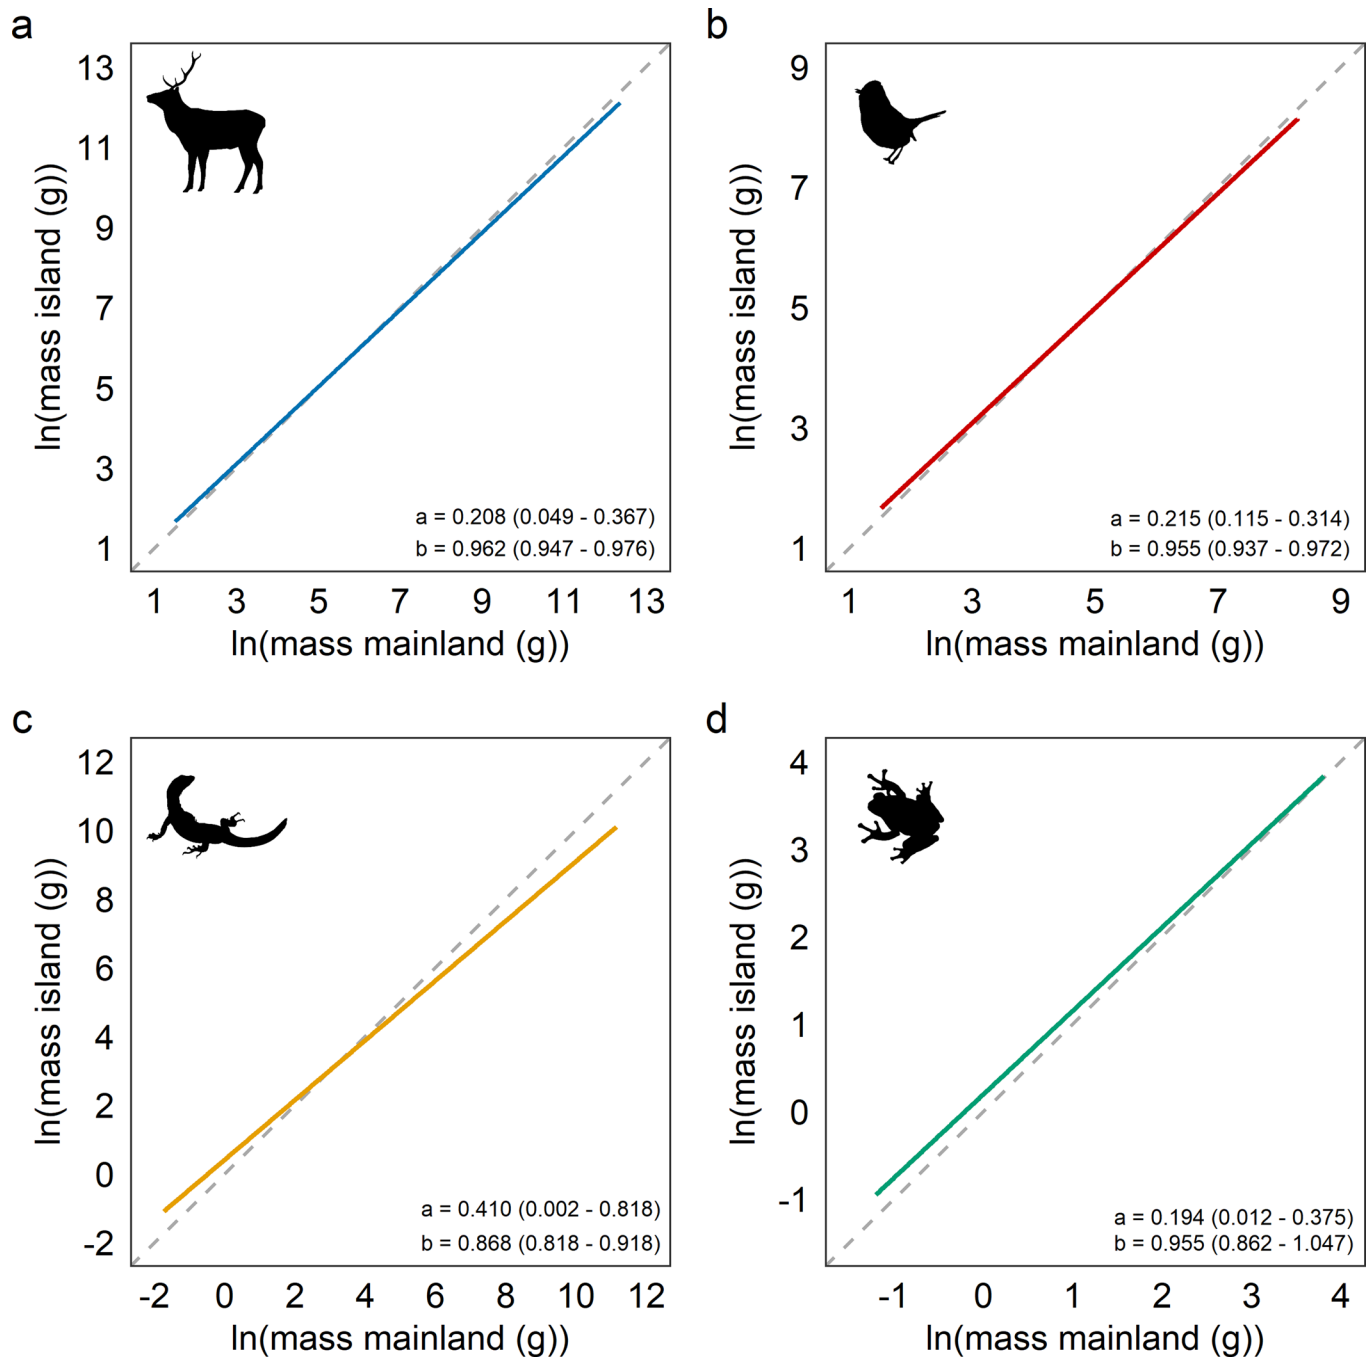 a
13
11
9
7
5
3
1
ln(mass island (g))
a = 0.208 (0.049 - 0.367)
b = 0.962 (0.947 - 0.976)
1 3 5 7 9 11 13
ln(mass mainland (g))
b
9
7
5
3
1
ln(mass island (g))
a = 0.215 (0.115 - 0.314)
b = 0.955 (0.937 - 0.972)
1 3 5 7 9
ln(mass mainland (g))
c
12
10
8
6
4
2
0
-2
ln(mass island (g))
a = 0.410 (0.002 - 0.818)
b = 0.868 (0.818 - 0.918)
-2 0 2 4 6 8 10 12
ln(mass mainland (g))
d
4
3
2
1
0
-1
ln(mass island (g))
a = 0.194 (0.012 - 0.375)
b = 0.955 (0.862 - 1.047)
-1 0 1 2 3 4
ln(mass mainland (g))